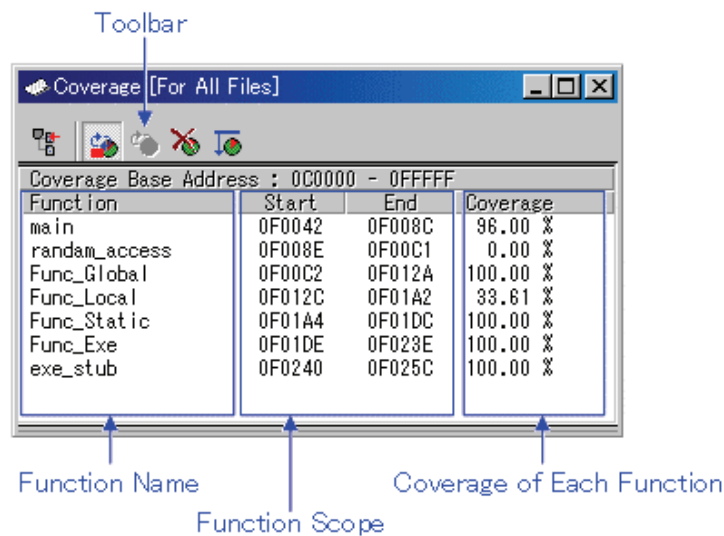 Toolbar
Coverage [For All Files]
Coverage Base Address : 0C0000 - 0FFFFF
Function Start End Coverage
main 0F0042 0F008C 96.00 %
randam_access 0F008E 0F00C1 0.00 %
Func_Global 0F00C2 0F012A 100.00 %
Func_Local 0F012C 0F01A2 33.61 %
Func_Static 0F01A4 0F01DC 100.00 %
Func_Exe 0F01DE 0F023E 100.00 %
exe_stub 0F0240 0F025C 100.00 %
Function Name
Coverage of Each Function
Function Scope